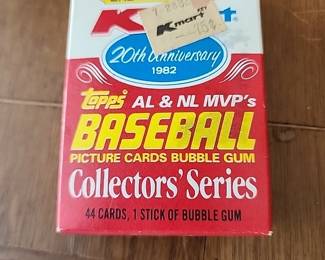 Kmart
Kmart
20th Anniversary
1982
Topps AL & NL MVP's
BASEBALL
PICTURE CARDS BUBBLE GUM
Collectors' Series
44 CARDS, 1 STICK OF BUBBLE GUM